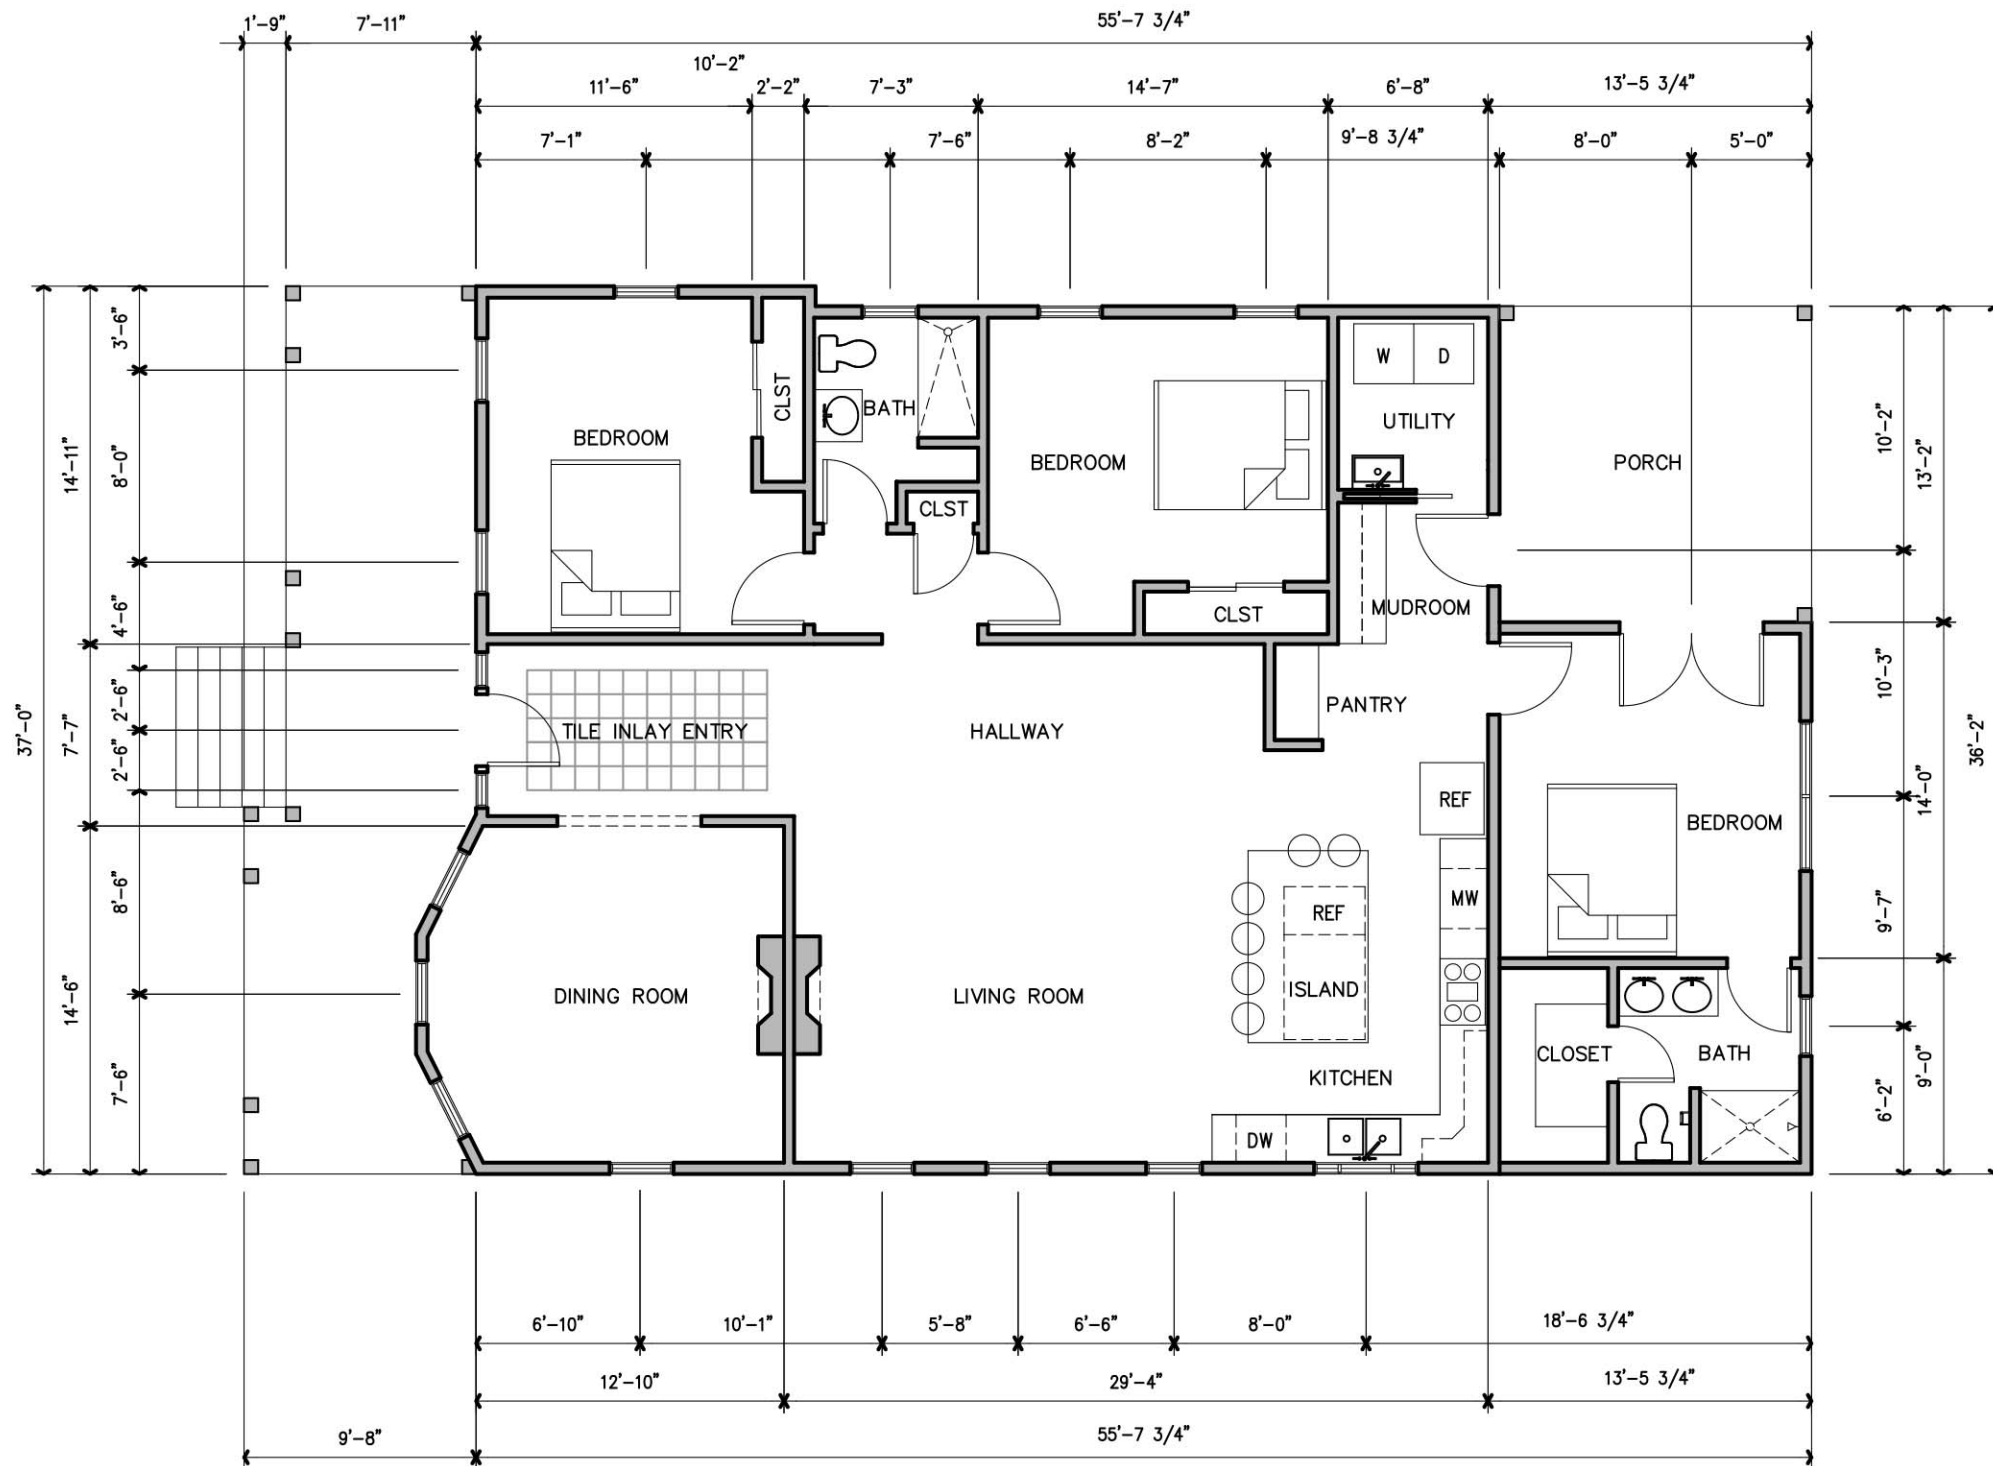 1'-9"
7'-11"
55'-7 3/4"
10'-2"
11'-6"
2'-2"
7'-3"
14'-7"
6'-8"
13'-5 3/4"
7'-1"
7'-6"
8'-2"
9'-8 3/4"
8'-0"
5'-0"
37'-0"
14'-11"
7'-7"
14'-6"
3'-6"
8'-0"
4'-6"
2'-6"
2'-6"
8'-6"
7'-6"
BEDROOM
CLST
BATH
CLST
BEDROOM
CLST
W
D
UTILITY
PORCH
MUDROOM
TILE INLAY ENTRY
HALLWAY
PANTRY
REF
BEDROOM
MW
REF
DINING ROOM
LIVING ROOM
ISLAND
KITCHEN
DW
CLOSET
BATH
10'-2"
10'-3"
9'-7"
6'-2"
13'-2"
14'-0"
9'-0"
36'-2"
6'-10"
10'-1"
5'-8"
6'-6"
8'-0"
18'-6 3/4"
12'-10"
29'-4"
13'-5 3/4"
9'-8"
55'-7 3/4"